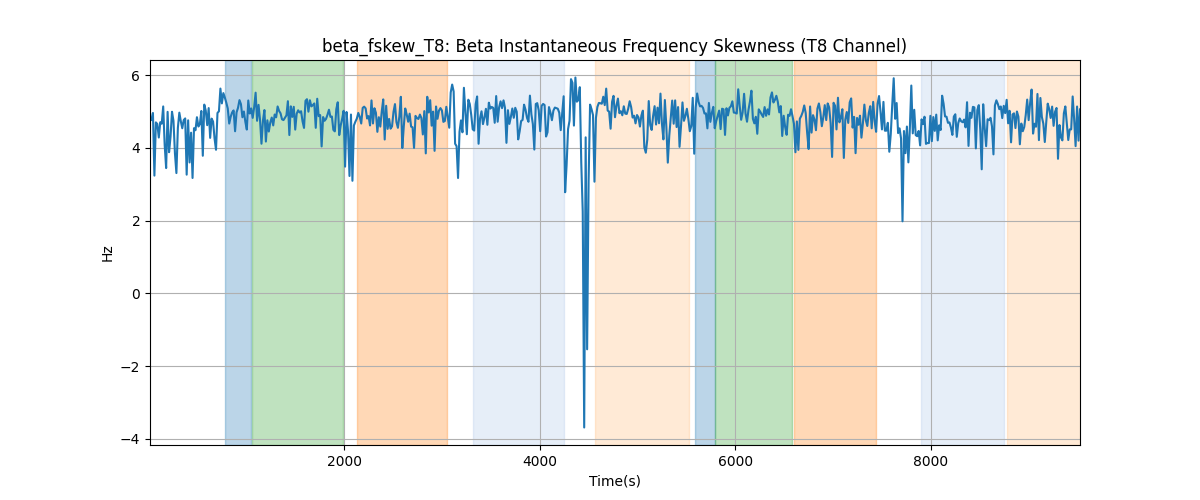 beta_fskew_T8: Beta Instantaneous Frequency Skewness (T8 Channel)
6
4
2
0
−2
−4
Hz
2000 4000 6000 8000
Time(s)